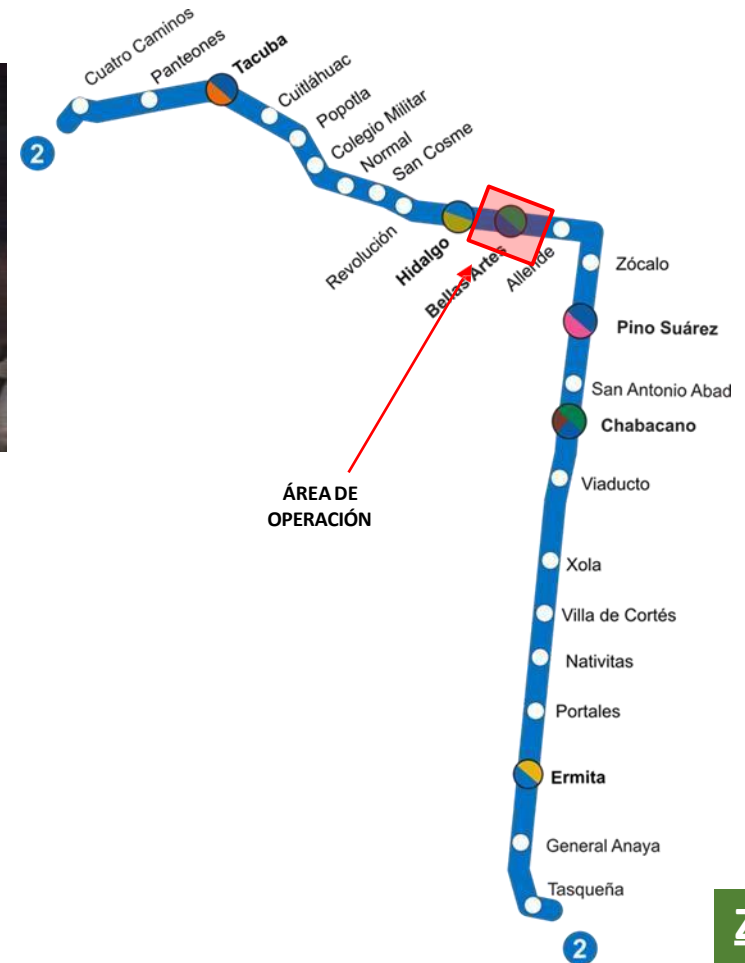 Cuatro Caminos
Panteones
Tacuba
Cuitláhuac
Popotla
Colegio Militar
Normal
San Cosme
2
Revolución
Hidalgo
Bellas Artes
Allende
Zócalo
Pino Suárez
San Antonio Abad
Chabacano
Viaducto
ÁREA DE
OPERACIÓN
Xola
Villa de Cortés
Nativitas
Portales
Ermita
General Anaya
Tasqueña
2